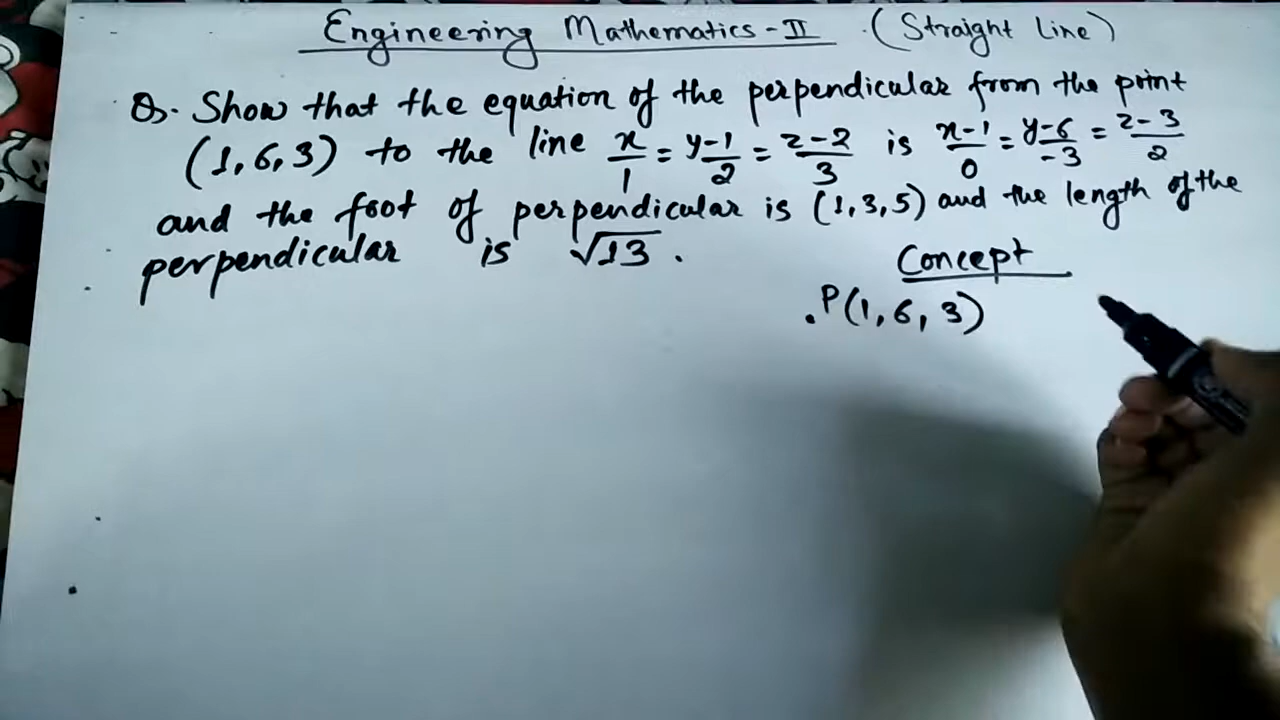 Engineering Mathematics-II (Straight Line)
Q. Show that the equation of the perpendicular from the point
(1,6,3) to the line x/1 = y-1/2 = z-2/3 is x-1/0 = y-6/-3 = z-3/2
and the foot of perpendicular is (1,3,5) and the length of the
perpendicular is √13.
Concept
.P(1,6,3)